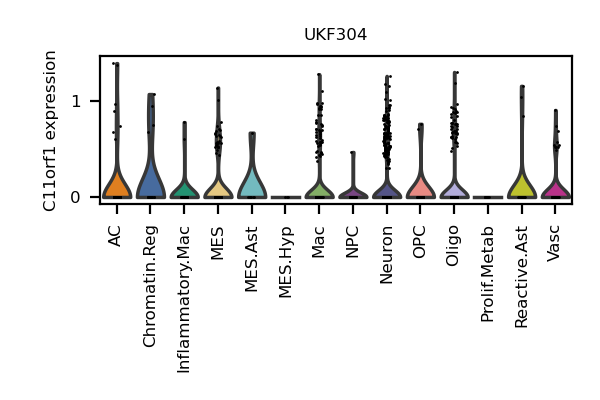 UKF304
C11orf1 expression
1
0
AC
Chromatin.Reg
Inflammatory.Mac
MES
MES.Ast
MES.Hyp
Mac
NPC
Neuron
OPC
Oligo
Prolif.Metab
Reactive.Ast
Vasc